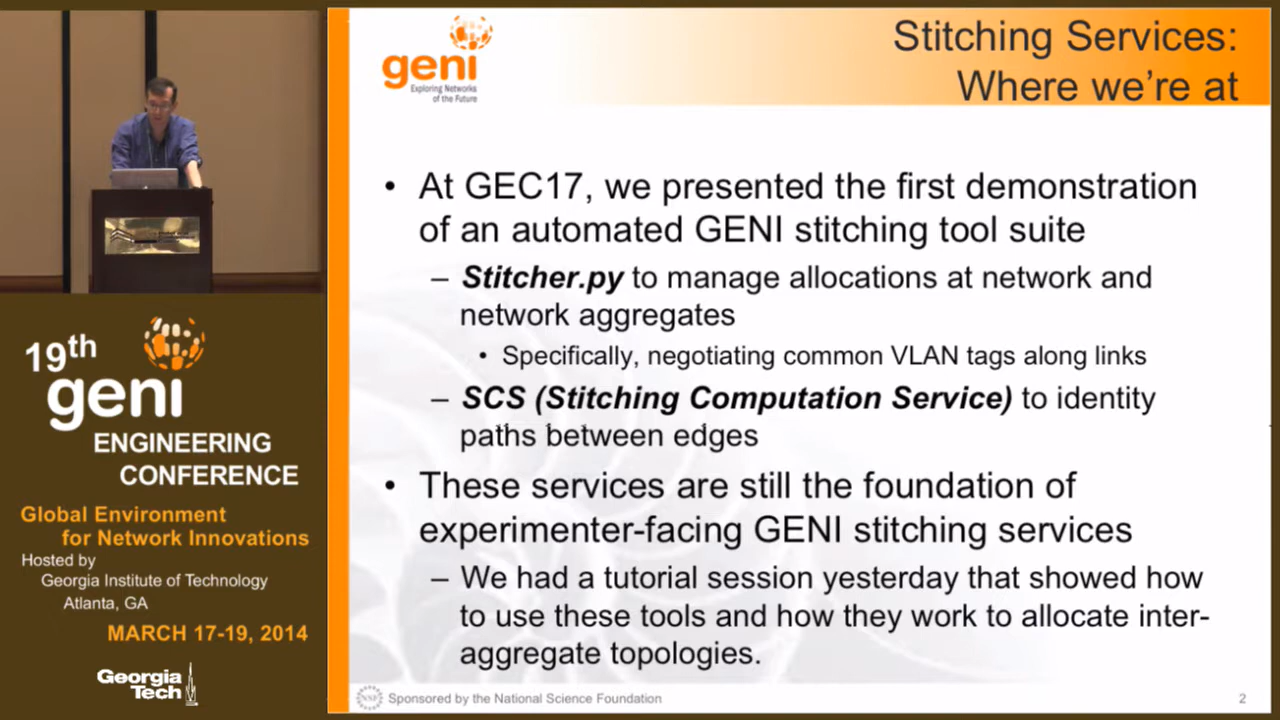 geni
Exploring Networks
of the Future
Stitching Services:
Where we're at
• At GEC17, we presented the first demonstration
of an automated GENI stitching tool suite
– Stitcher.py to manage allocations at network and
network aggregates
• Specifically, negotiating common VLAN tags along links
– SCS (Stitching Computation Service) to identity
paths between edges
• These services are still the foundation of
experimenter-facing GENI stitching services
– We had a tutorial session yesterday that showed how
to use these tools and how they work to allocate inter-
aggregate topologies.
Sponsored by the National Science Foundation
2
19th
geni
ENGINEERING
CONFERENCE
Global Environment
for Network Innovations
Hosted by
Georgia Institute of Technology
Atlanta, GA
MARCH 17-19, 2014
Georgia
Tech